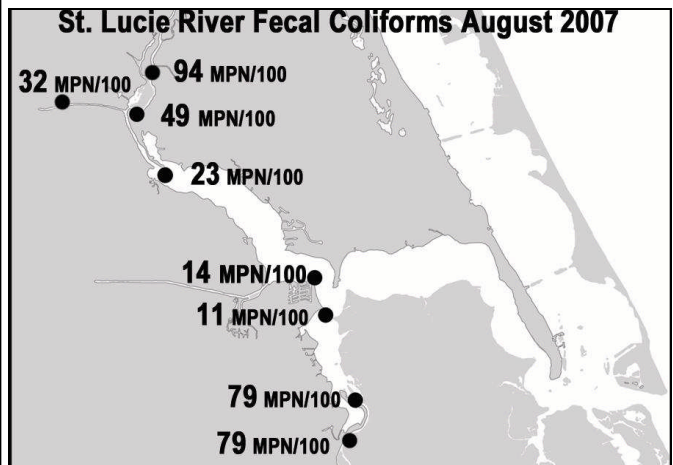 St. Lucie River Fecal Coliforms August 2007
94 MPN/100
32 MPN/100
49 MPN/100
23 MPN/100
14 MPN/100
11 MPN/100
79 MPN/100
79 MPN/100